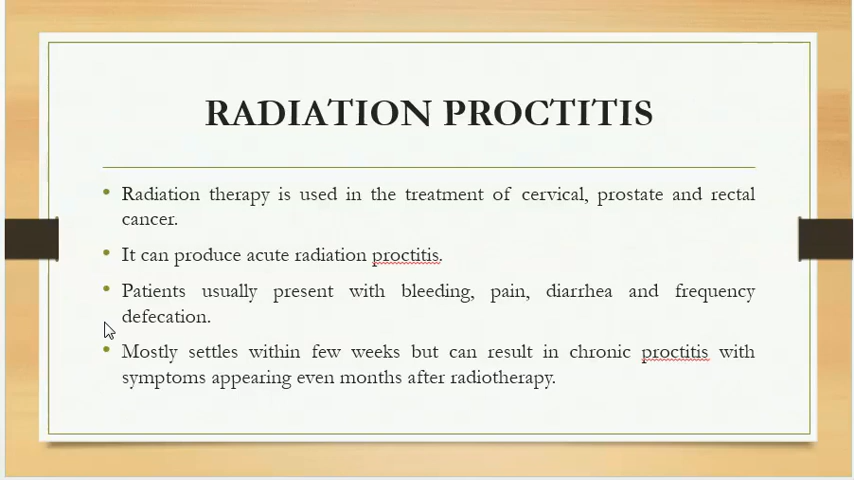 RADIATION PROCTITIS
• Radiation therapy is used in the treatment of cervical, prostate and rectal
cancer.
• It can produce acute radiation proctitis.
• Patients usually present with bleeding, pain, diarrhea and frequency
defecation.
• Mostly settles within few weeks but can result in chronic proctitis with
symptoms appearing even months after radiotherapy.